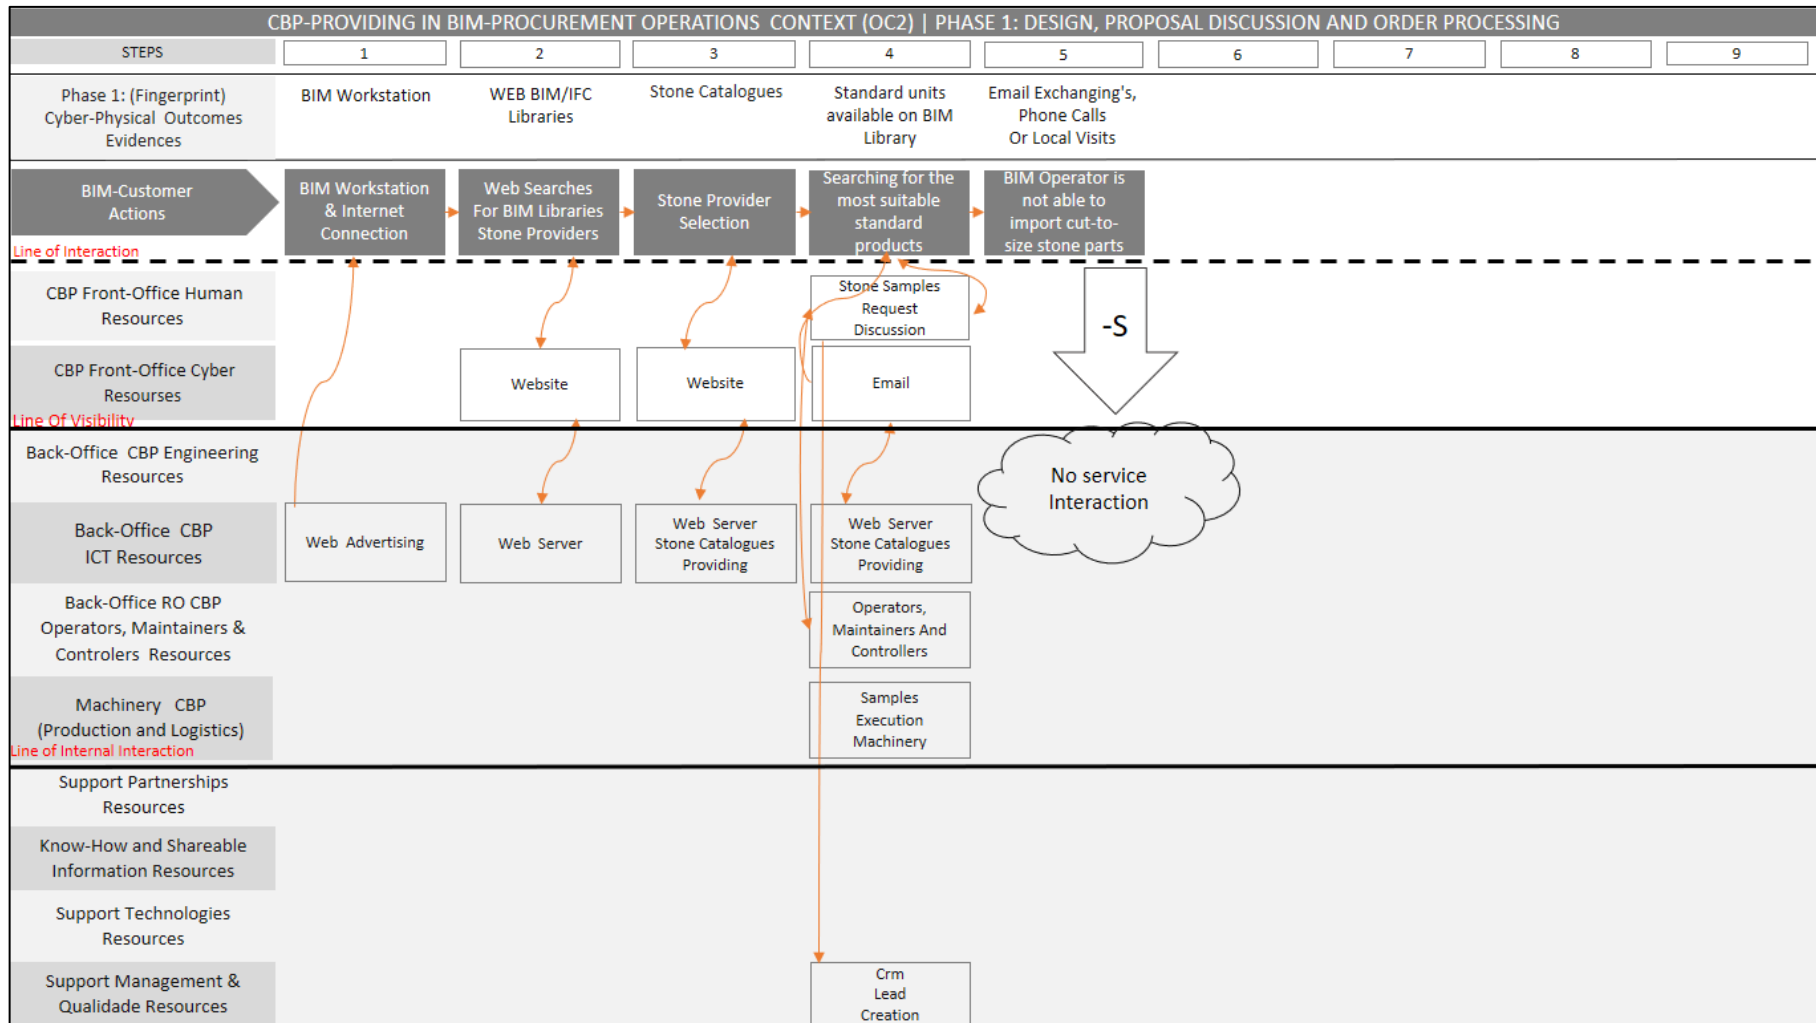 CBP-PROVIDING IN BIM-PROCUREMENT OPERATIONS CONTEXT (OC2) | PHASE 1: DESIGN, PROPOSAL DISCUSSION AND ORDER PROCESSING
STEPS
1
2
3
4
5
6
7
8
9
Phase 1: (Fingerprint)
Cyber-Physical Outcomes
Evidences
BIM Workstation
WEB BIM/IFC
Libraries
Stone Catalogues
Standard units
available on BIM
Library
Email Exchanging's,
Phone Calls
Or Local Visits
BIM-Customer
Actions
BIM Workstation
& Internet
Connection
Web Searches
For BIM Libraries
Stone Providers
Stone Provider
Selection
Searching for the
most suitable
standard
products
BIM Operator is
not able to
import cut-to-
size stone parts
Line of Interaction
CBP Front-Office Human
Resources
Stone Samples
Request
Discussion
-S
CBP Front-Office Cyber
Resourses
Website
Website
Email
Line Of Visibility
Back-Office CBP Engineering
Resources
No service
Interaction
Back-Office CBP
ICT Resources
Web Advertising
Web Server
Web Server
Stone Catalogues
Providing
Web Server
Stone Catalogues
Providing
Back-Office RO CBP
Operators, Maintainers &
Controlers Resources
Operators,
Maintainers And
Controllers
Machinery CBP
(Production and Logistics)
Samples
Execution
Machinery
Line of Internal Interaction
Support Partnerships
Resources
Know-How and Shareable
Information Resources
Support Technologies
Resources
Support Management &
Qualidade Resources
Crm
Lead
Creation